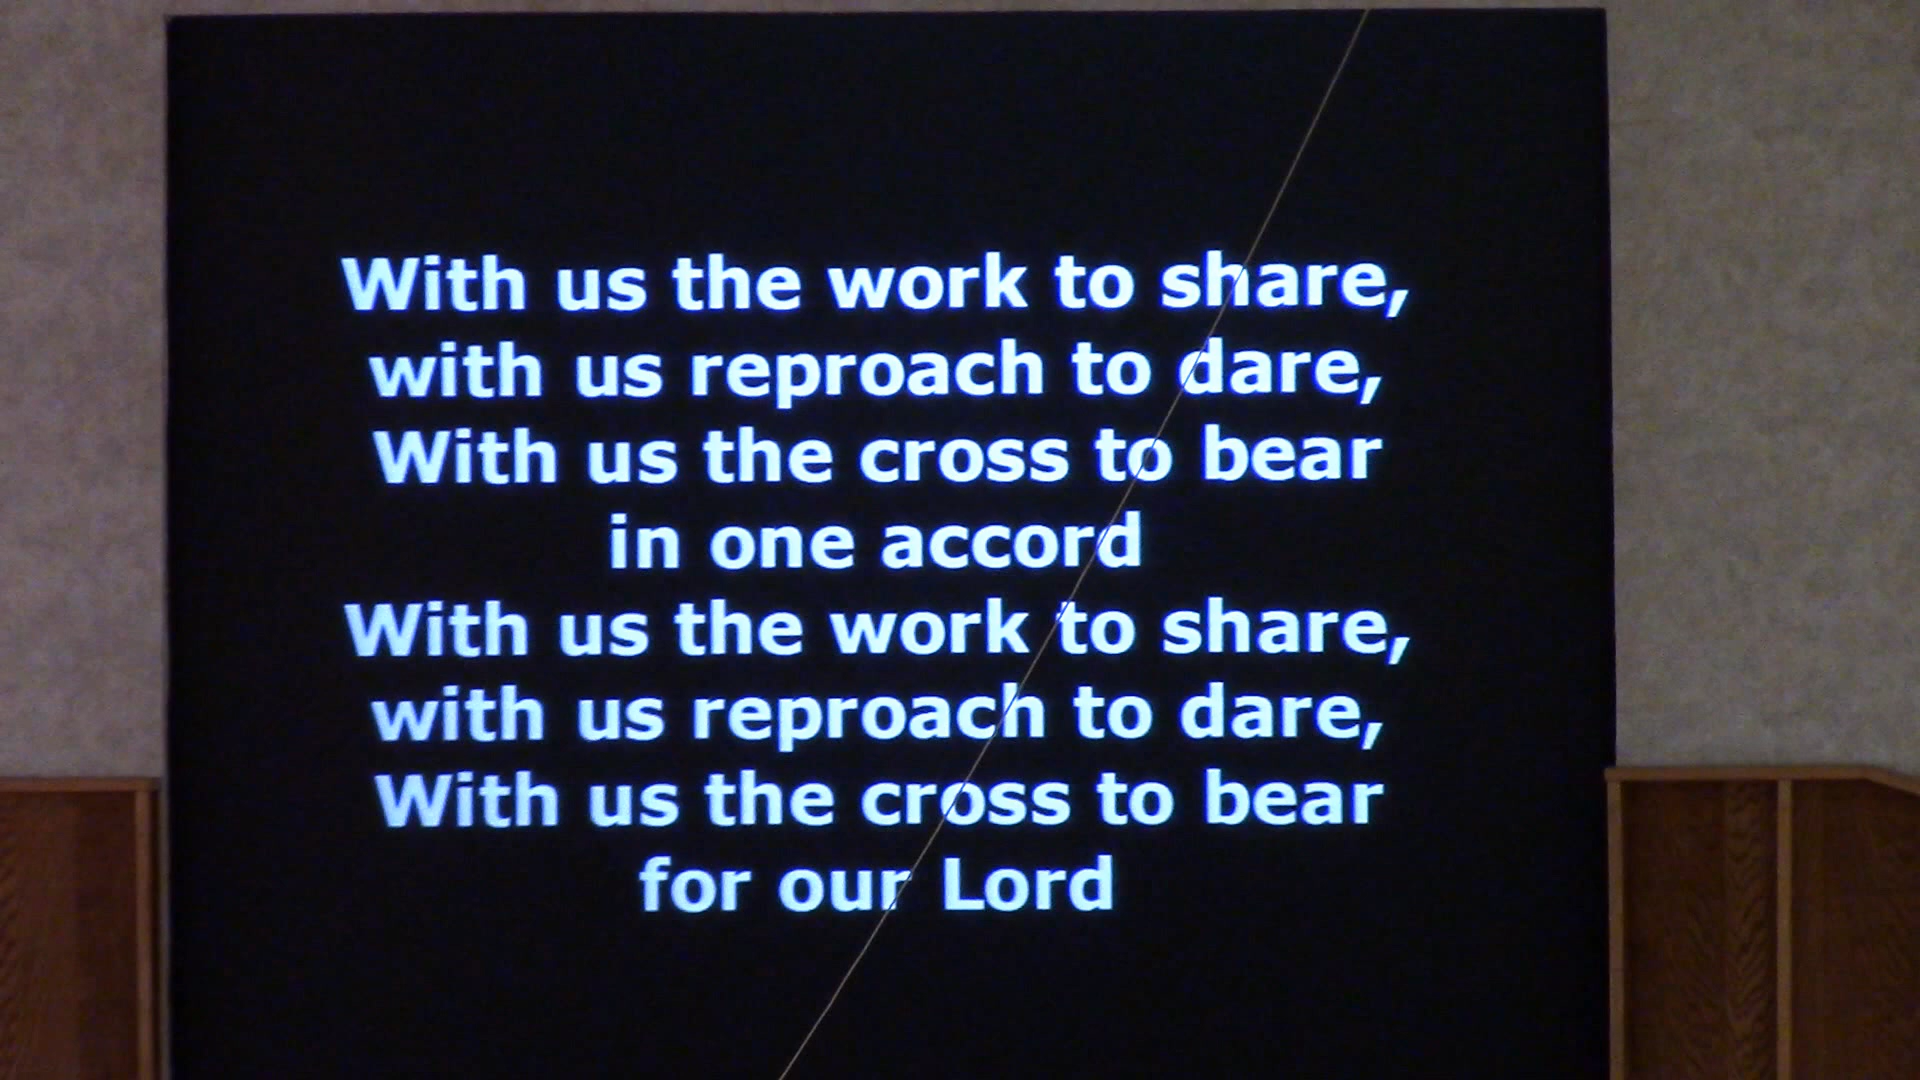 With us the work to share,
with us reproach to dare,
With us the cross to bear
in one accord
With us the work to share,
with us reproach to dare,
With us the cross to bear
for our Lord